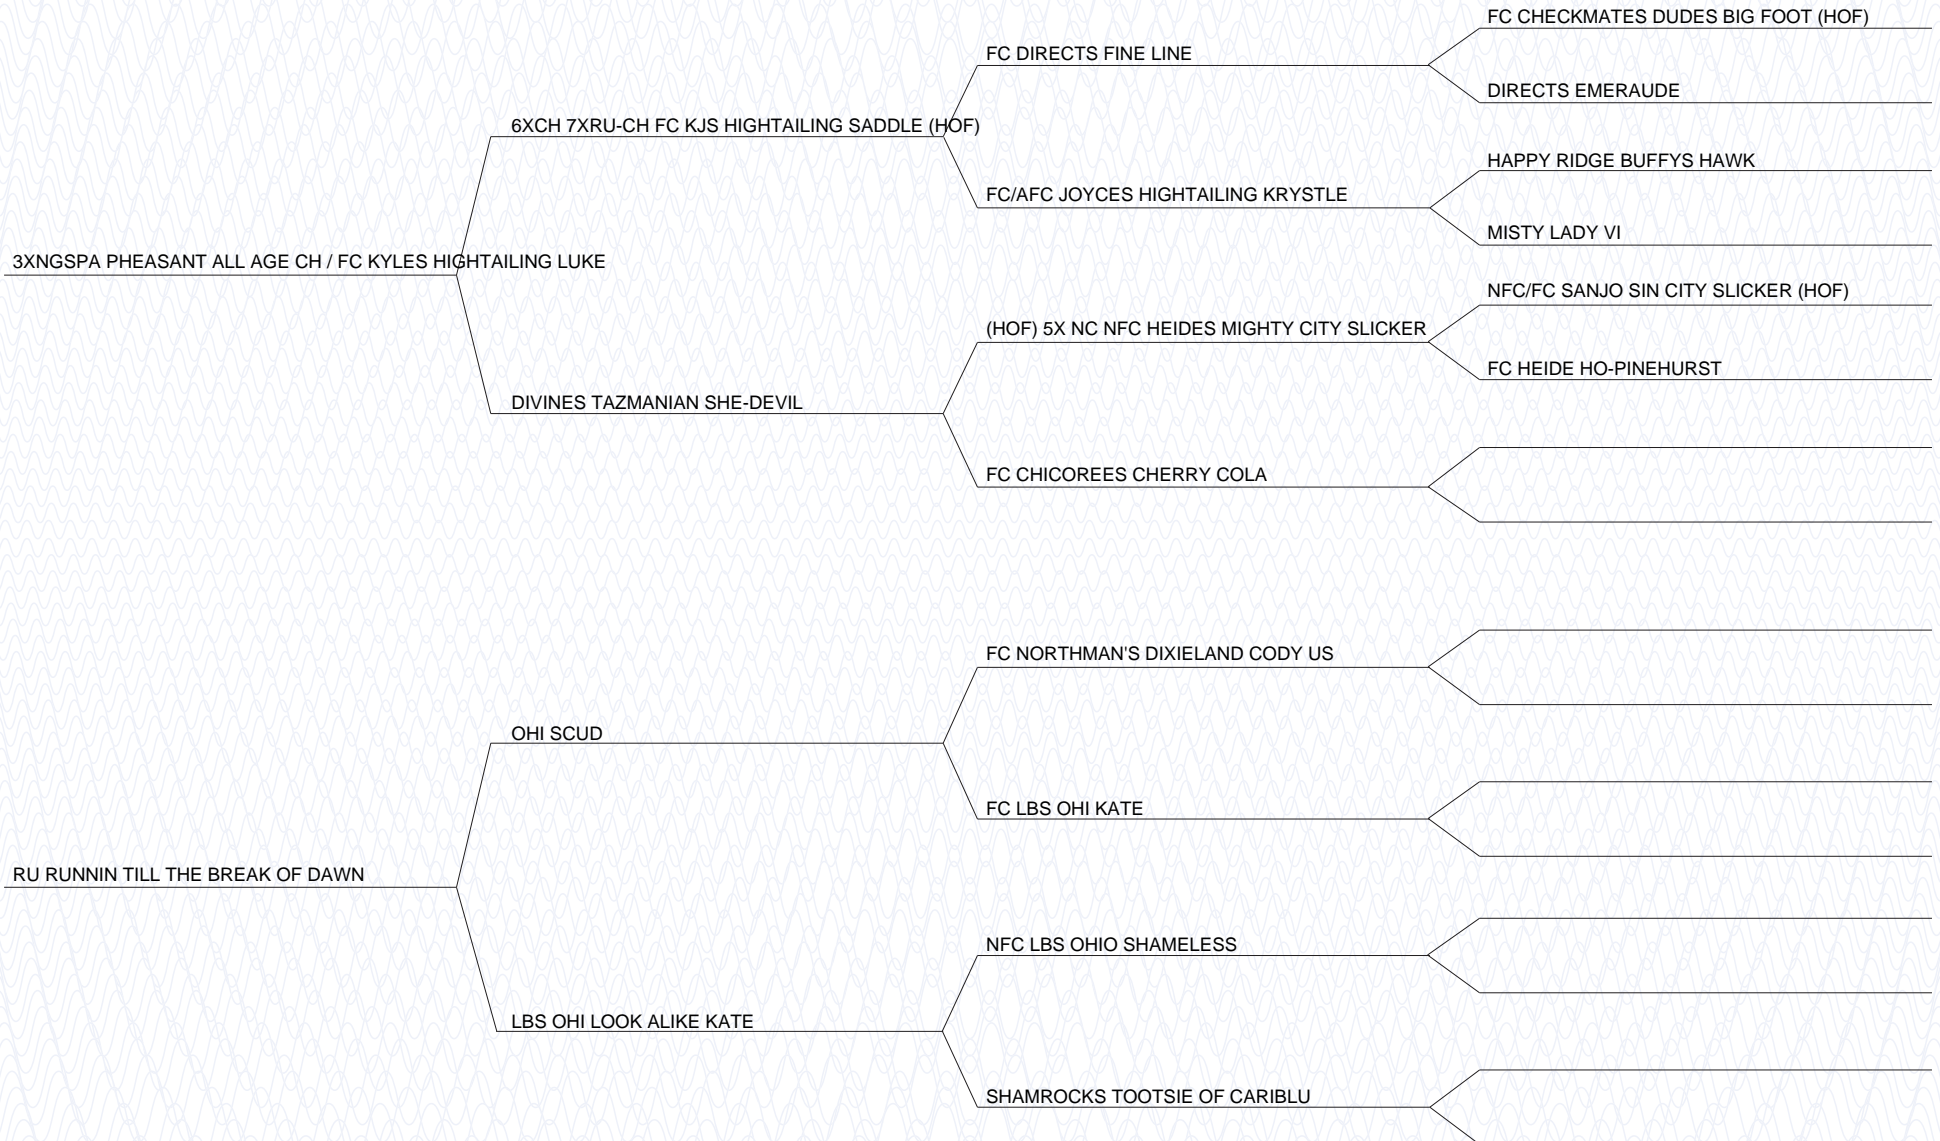 FC CHECKMATES DUDES BIG FOOT (HOF)
FC DIRECTS FINE LINE
DIRECTS EMERAUDE
6XCH 7XRU-CH FC KJS HIGHTAILING SADDLE (HOF)
HAPPY RIDGE BUFFYS HAWK
FC/AFC JOYCES HIGHTAILING KRYSTLE
MISTY LADY VI
3XNGSPA PHEASANT ALL AGE CH / FC KYLES HIGHTAILING LUKE
NFC/FC SANJO SIN CITY SLICKER (HOF)
(HOF) 5X NC NFC HEIDES MIGHTY CITY SLICKER
FC HEIDE HO-PINEHURST
DIVINES TAZMANIAN SHE-DEVIL
FC CHICOREES CHERRY COLA
FC NORTHMAN'S DIXIELAND CODY US
OHI SCUD
FC LBS OHI KATE
RU RUNNIN TILL THE BREAK OF DAWN
NFC LBS OHIO SHAMELESS
LBS OHI LOOK ALIKE KATE
SHAMROCKS TOOTSIE OF CARIBLU